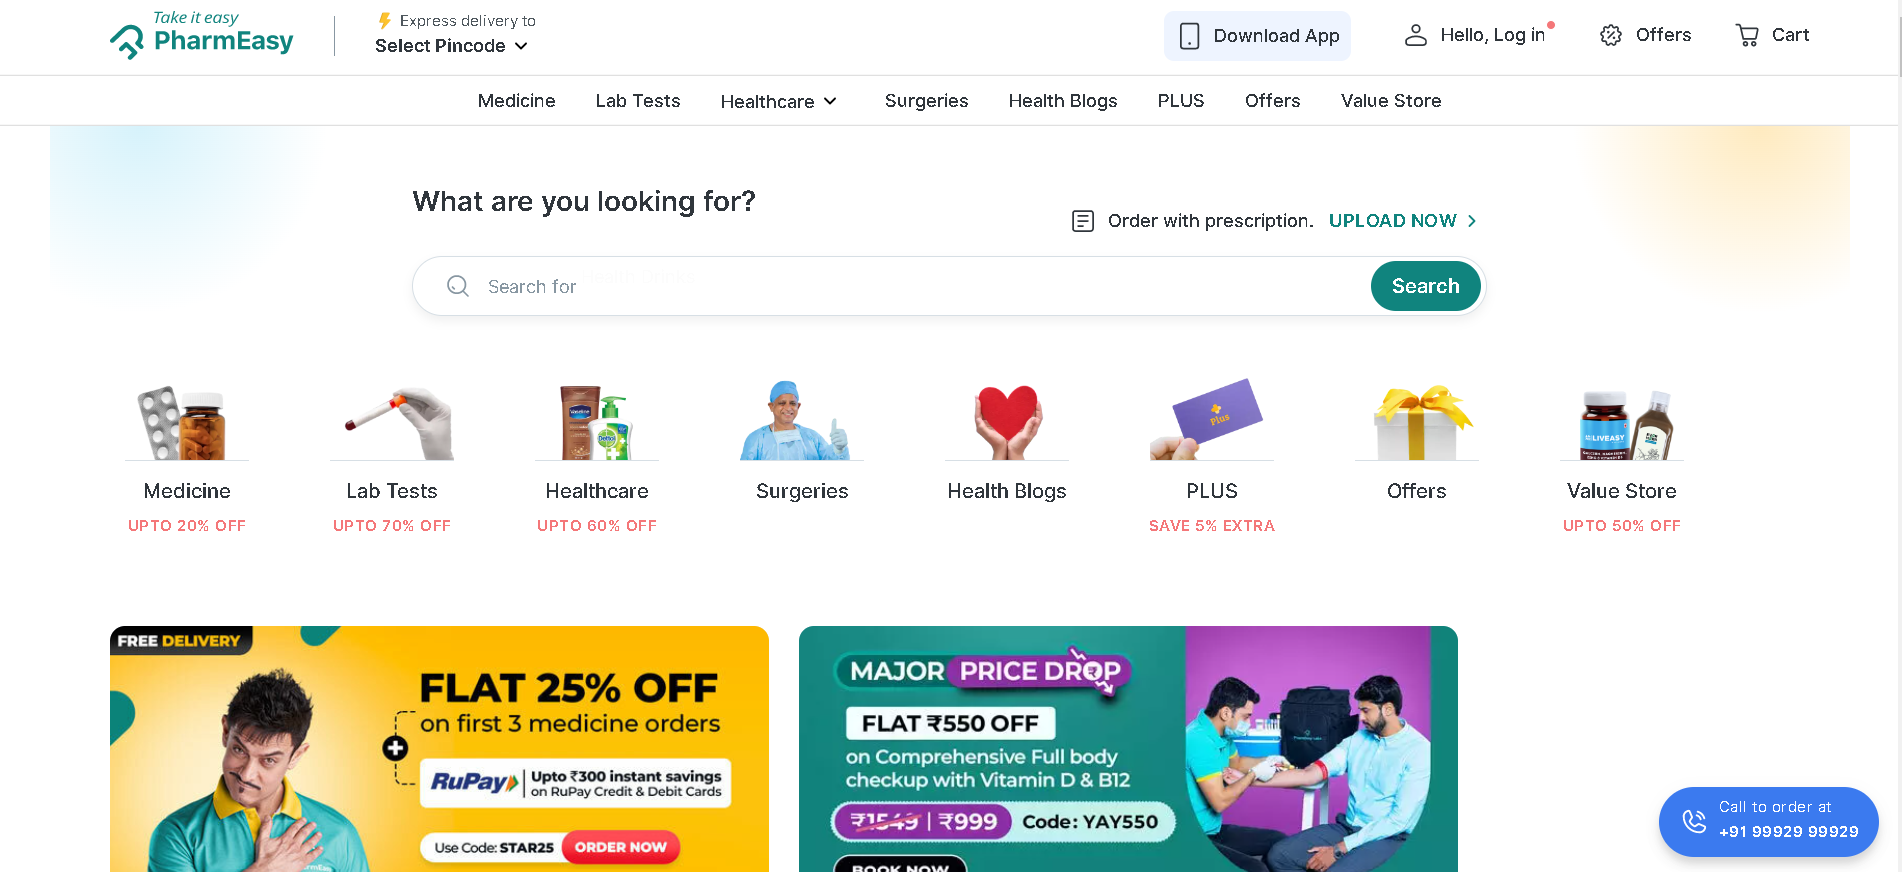 Take it easy
PharmEasy
Express delivery to
Select Pincode
Download App
Hello, Log in
Offers
Cart
Medicine
Lab Tests
Healthcare
Surgeries
Health Blogs
PLUS
Offers
Value Store
What are you looking for?
Order with prescription. UPLOAD NOW
Search for
Search
Vaseline
Dettol
Plus
LIVEASY
Medicine
UPTO 20% OFF
Lab Tests
UPTO 70% OFF
Healthcare
UPTO 60% OFF
Surgeries
Health Blogs
PLUS
SAVE 5% EXTRA
Offers
Value Store
UPTO 50% OFF
FREE DELIVERY
FLAT 25% OFF
on first 3 medicine orders
RuPay
Upto ₹300 instant savings
on RuPay Credit & Debit Cards
Use Code: STAR25
ORDER NOW
MAJOR PRICE DROP
FLAT ₹550 OFF
on Comprehensive Full body
checkup with Vitamin D & B12
₹1549 | ₹999
Code: YAY550
BOOK NOW
Call to order at
+91 99929 99929